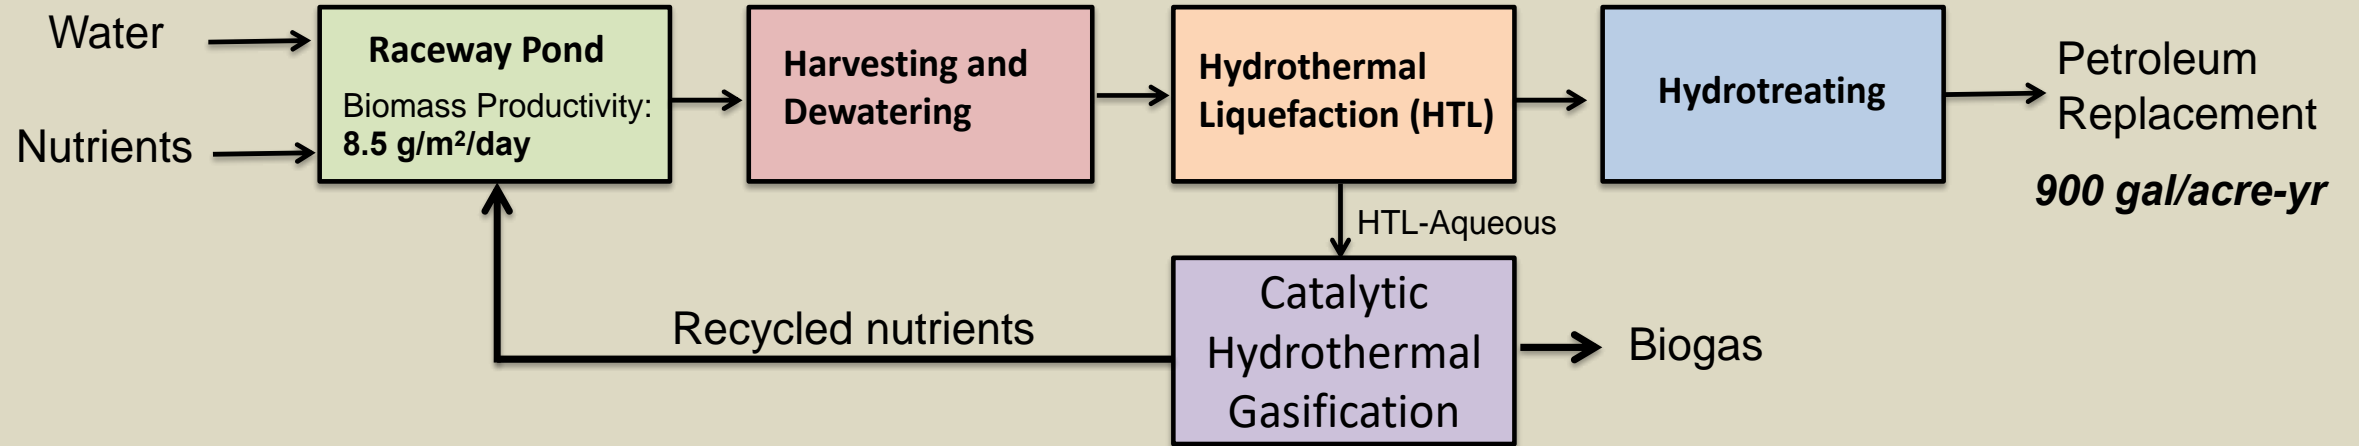 Water
Nutrients
Raceway Pond
Biomass Productivity:
8.5 g/m²/day
Harvesting and
Dewatering
Hydrothermal
Liquefaction (HTL)
Hydrotreating
Petroleum
Replacement
900 gal/acre-yr
HTL-Aqueous
Catalytic
Hydrothermal
Gasification
Recycled nutrients
Biogas